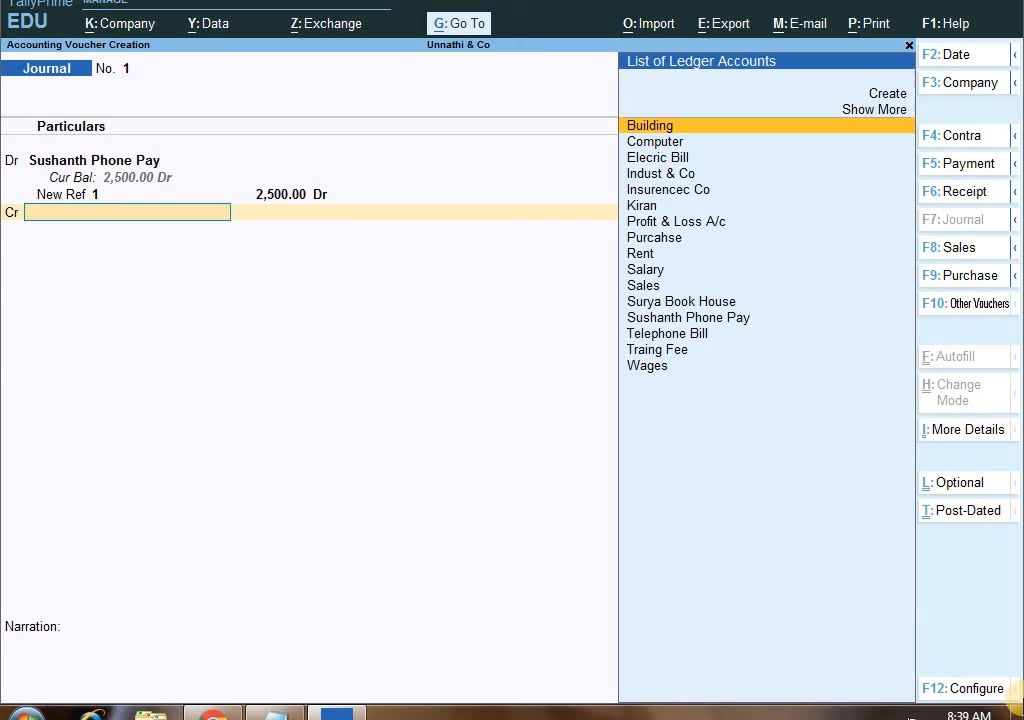 TallyPrime
MANAGE
EDU
K: Company
Y: Data
Z: Exchange
G: Go To
O: Import
E: Export
M: E-mail
P: Print
F1: Help
Accounting Voucher Creation
Unnathi & Co
Journal No. 1
Particulars
Dr Sushanth Phone Pay
Cur Bal: 2,500.00 Dr
New Ref 1 2,500.00 Dr
Cr
Narration:
List of Ledger Accounts
Create
Show More
Building
Computer
Elecric Bill
Indust & Co
Insurencec Co
Kiran
Profit & Loss A/c
Purcahse
Rent
Salary
Sales
Surya Book House
Sushanth Phone Pay
Telephone Bill
Traing Fee
Wages
F2: Date
F3: Company
F4: Contra
F5: Payment
F6: Receipt
F7: Journal
F8: Sales
F9: Purchase
F10: Other Vouchers
F: Autofill
H: Change
Mode
I: More Details
L: Optional
T: Post-Dated
F12: Configure
8:39 AM